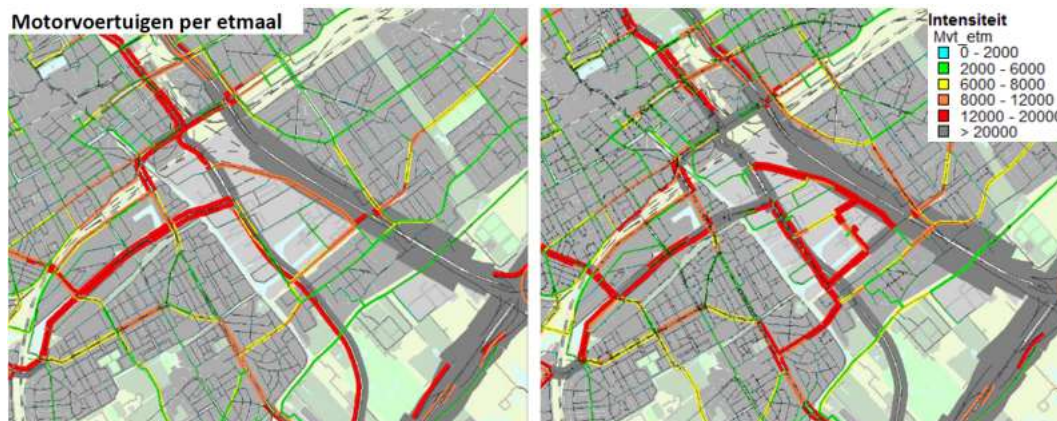 Motorvoertuigen per etmaal
Intensiteit
Mvt_etm
0 - 2000
2000 - 6000
6000 - 8000
8000 - 12000
12000 - 20000
> 20000